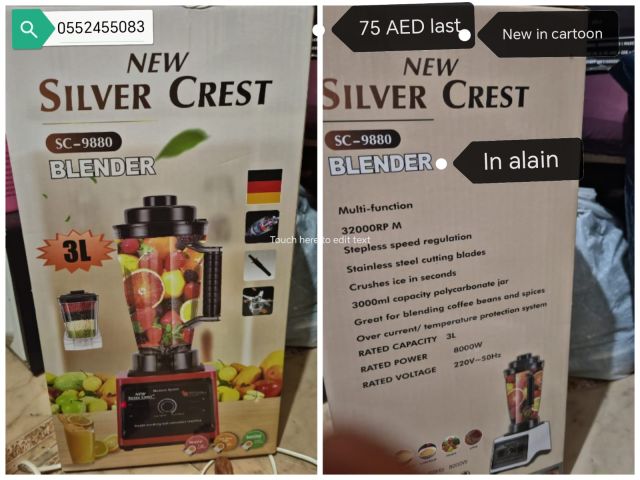 0552455083
NEW
SILVER CREST
SC-9880
BLENDER
3L
75 AED last
New in cartoon
NEW
SILVER CREST
SC-9880
BLENDER
In alain
Multi-function
32000RP M
Stepless speed regulation
Stainless steel cutting blades
Crushes ice in seconds
3000ml capacity polycarbonate jar
Great for blending coffee beans and spices
Over current/ temperature protection system
RATED CAPACITY 3L
RATED POWER 8000W
RATED VOLTAGE 220V~50Hz
Touch here to edit text